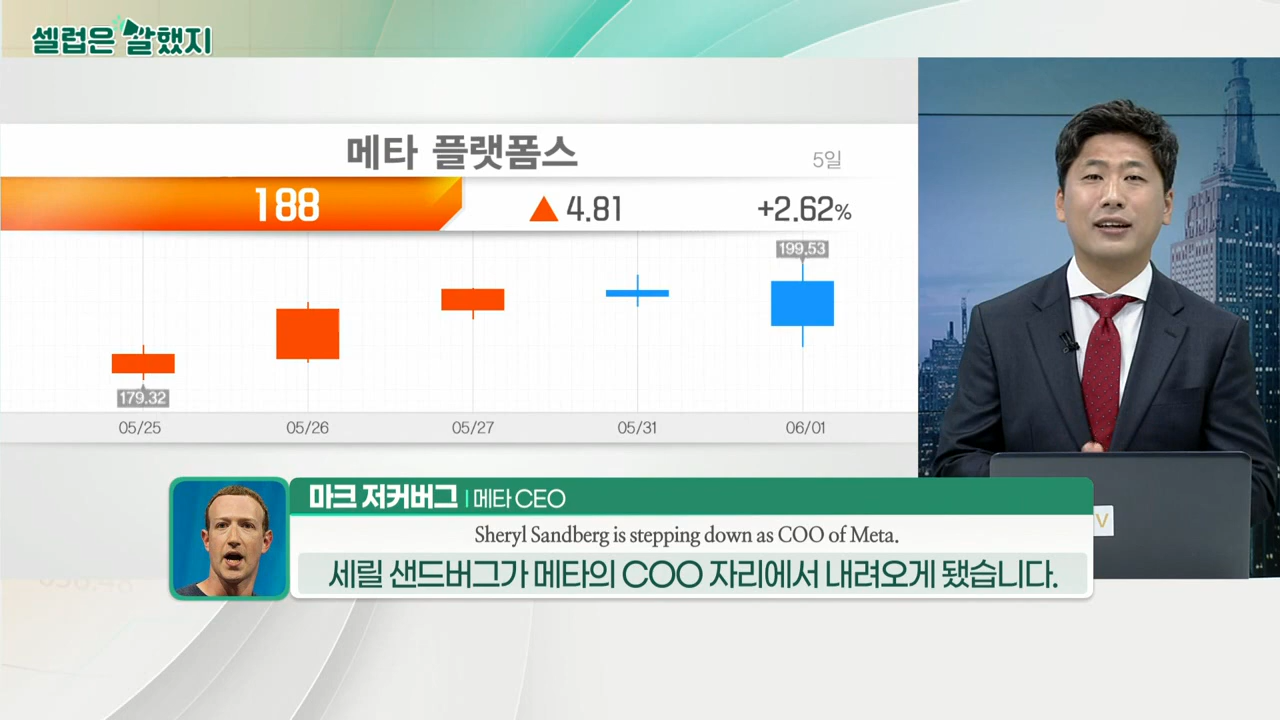 셀럽은 말했지
메타 플랫폼스
5일
188
▲ 4.81
+2.62%
199.53
179.32
05/25
05/26
05/27
05/31
06/01
마크 저커버그 | 메타 CEO
Sheryl Sandberg is stepping down as COO of Meta.
세릴 샌드버그가 메타의 COO 자리에서 내려오게 됐습니다.
V